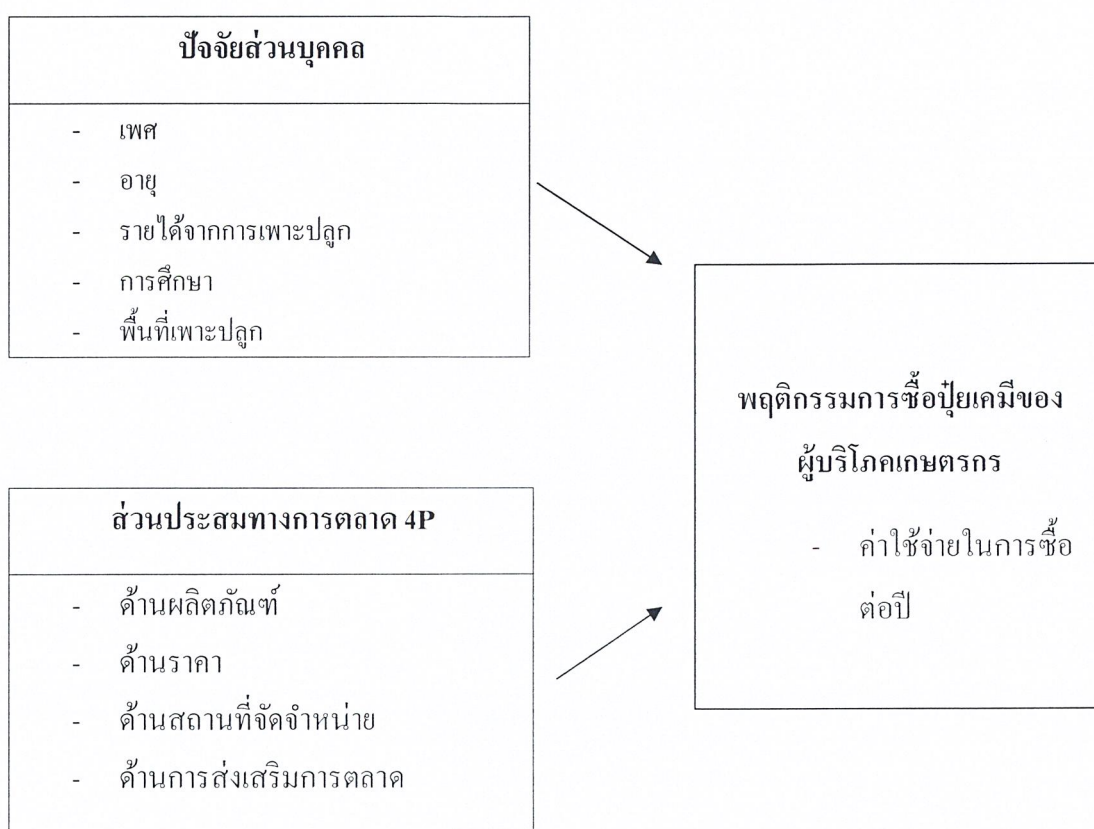 ปัจจัยส่วนบุคคล
- เพศ
- อายุ
- รายได้จากการเพาะปลูก
- การศึกษา
- พื้นที่เพาะปลูก
ส่วนประสมทางการตลาด 4P
- ด้านผลิตภัณฑ์
- ด้านราคา
- ด้านสถานที่จัดจำหน่าย
- ด้านการส่งเสริมการตลาด
พฤติกรรมการซื้อปุ๋ยเคมีของ
ผู้บริโภคเกษตรกร
- ค่าใช้จ่ายในการซื้อ
ต่อปี